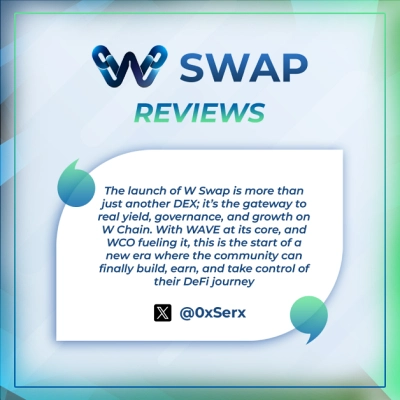 W SWAP
REVIEWS
The launch of W Swap is more than
just another DEX; it's the gateway to
real yield, governance, and growth on
W Chain. With WAVE at its core, and
WCO fueling it, this is the start of a
new era where the community can
finally build, earn, and take control of
their DeFi journey
X @0xSerx